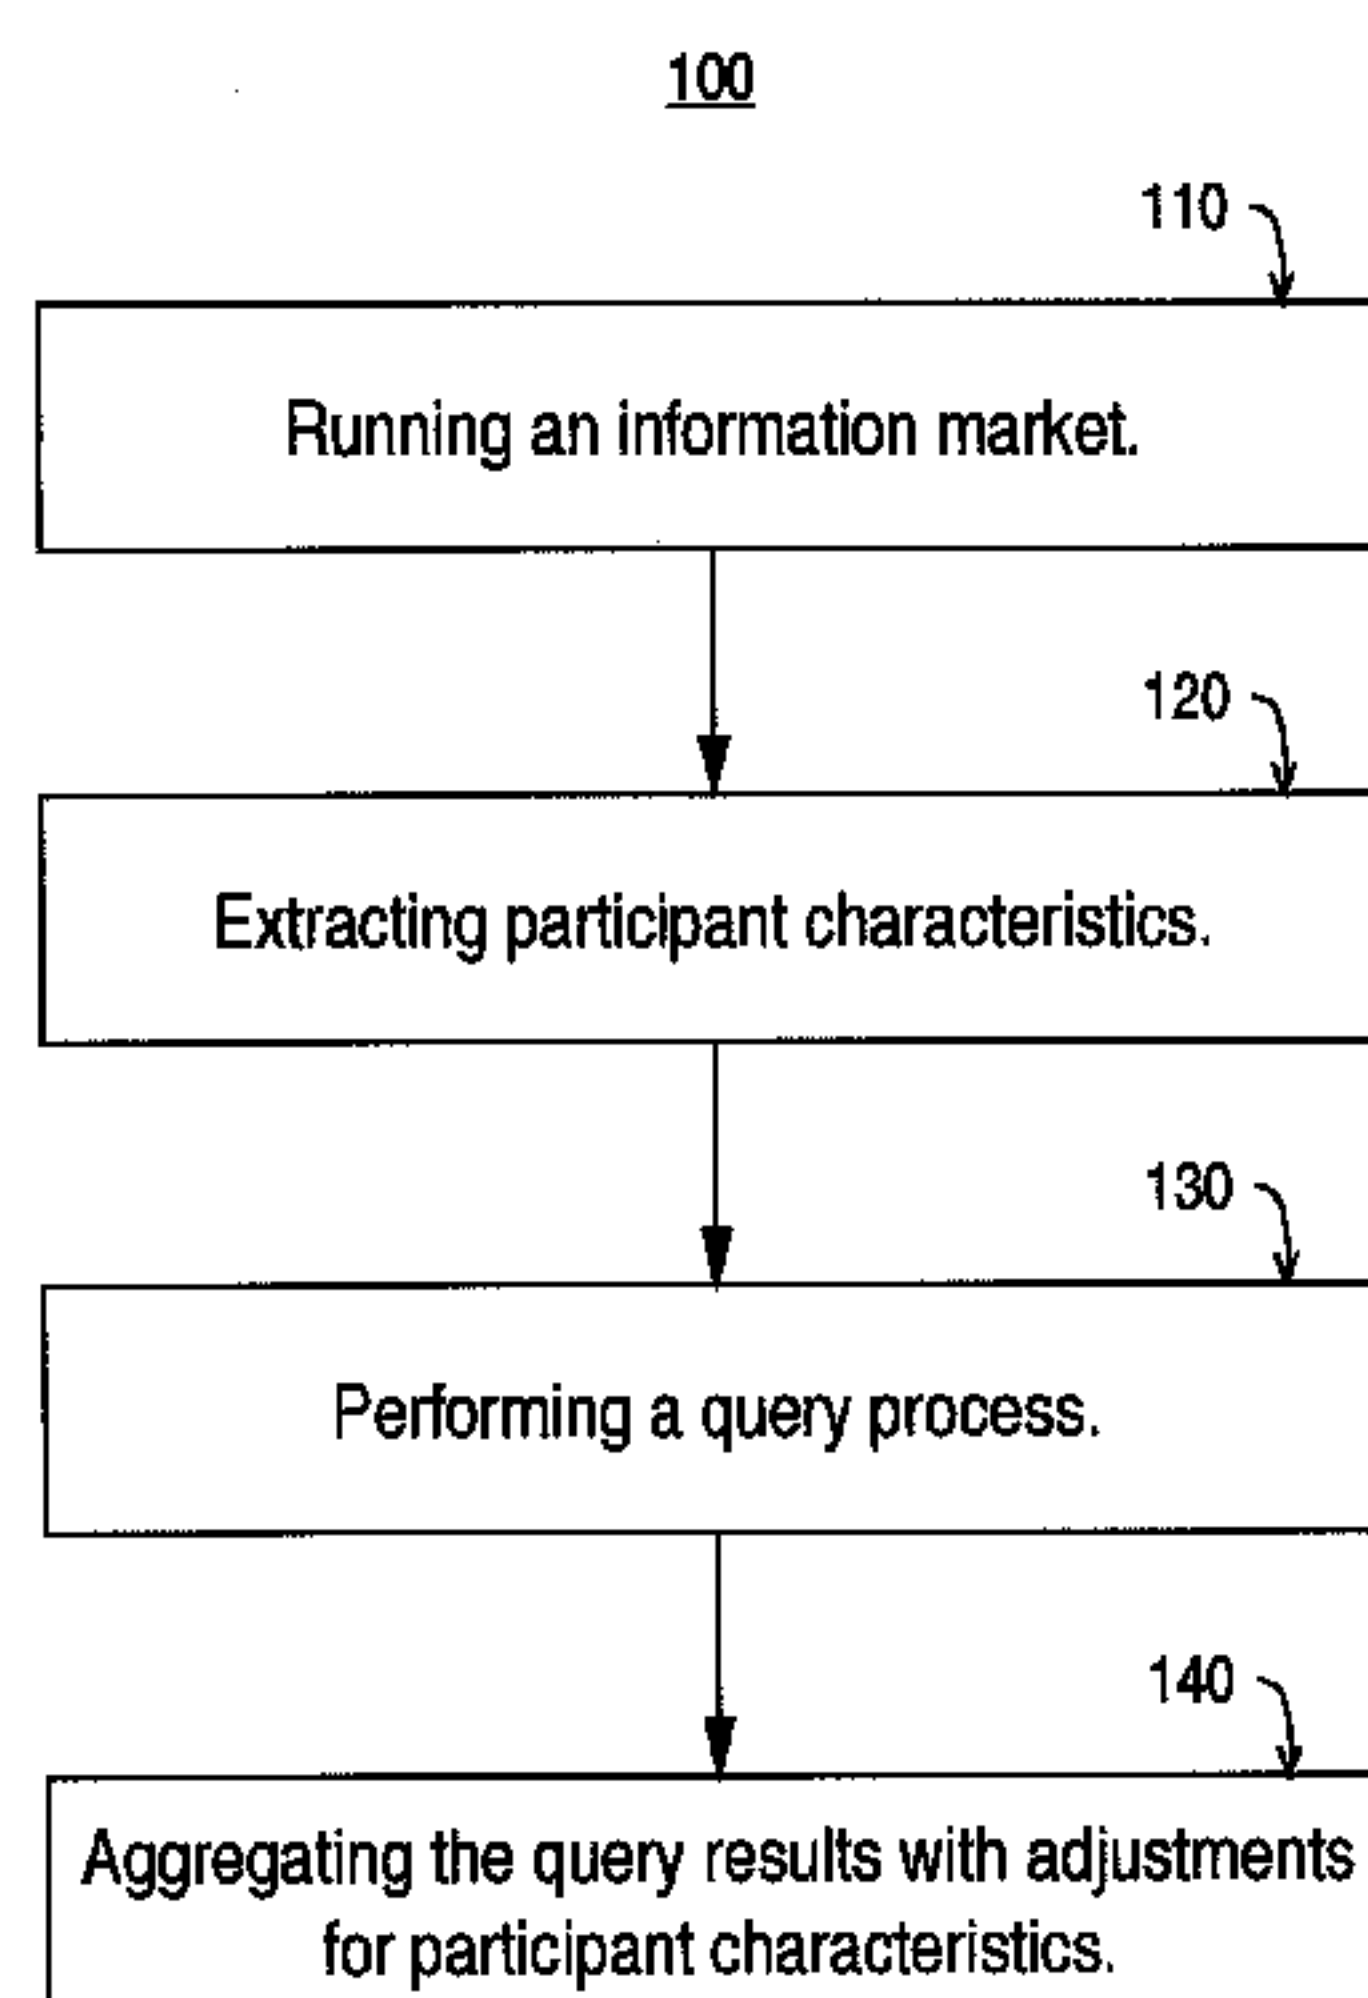 100
110
Running an information market.
120
Extracting participant characteristics.
130
Performing a query process.
140
Aggregating the query results with adjustments
for participant characteristics.